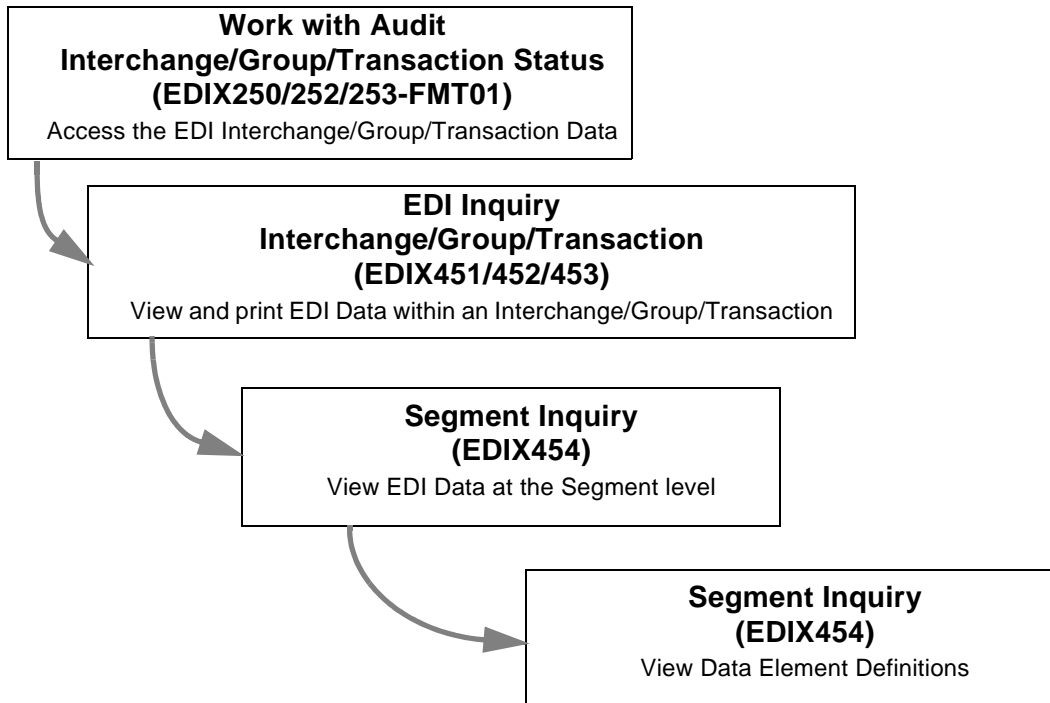 Work with Audit
Interchange/Group/Transaction Status
(EDIX250/252/253-FMT01)
Access the EDI Interchange/Group/Transaction Data
EDI Inquiry
Interchange/Group/Transaction
(EDIX451/452/453)
View and print EDI Data within an Interchange/Group/Transaction
Segment Inquiry
(EDIX454)
View EDI Data at the Segment level
Segment Inquiry
(EDIX454)
View Data Element Definitions